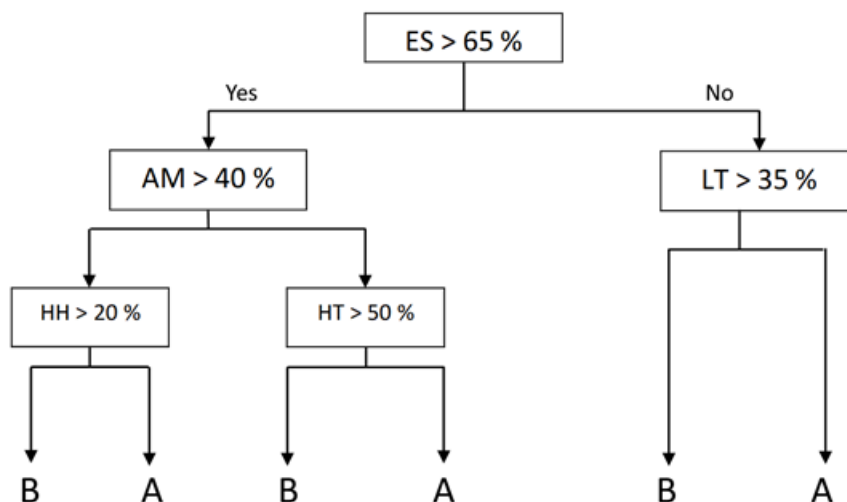 ES > 65 %
Yes
No
AM > 40 %
LT > 35 %
HH > 20 %
HT > 50 %
B
A
B
A
B
A